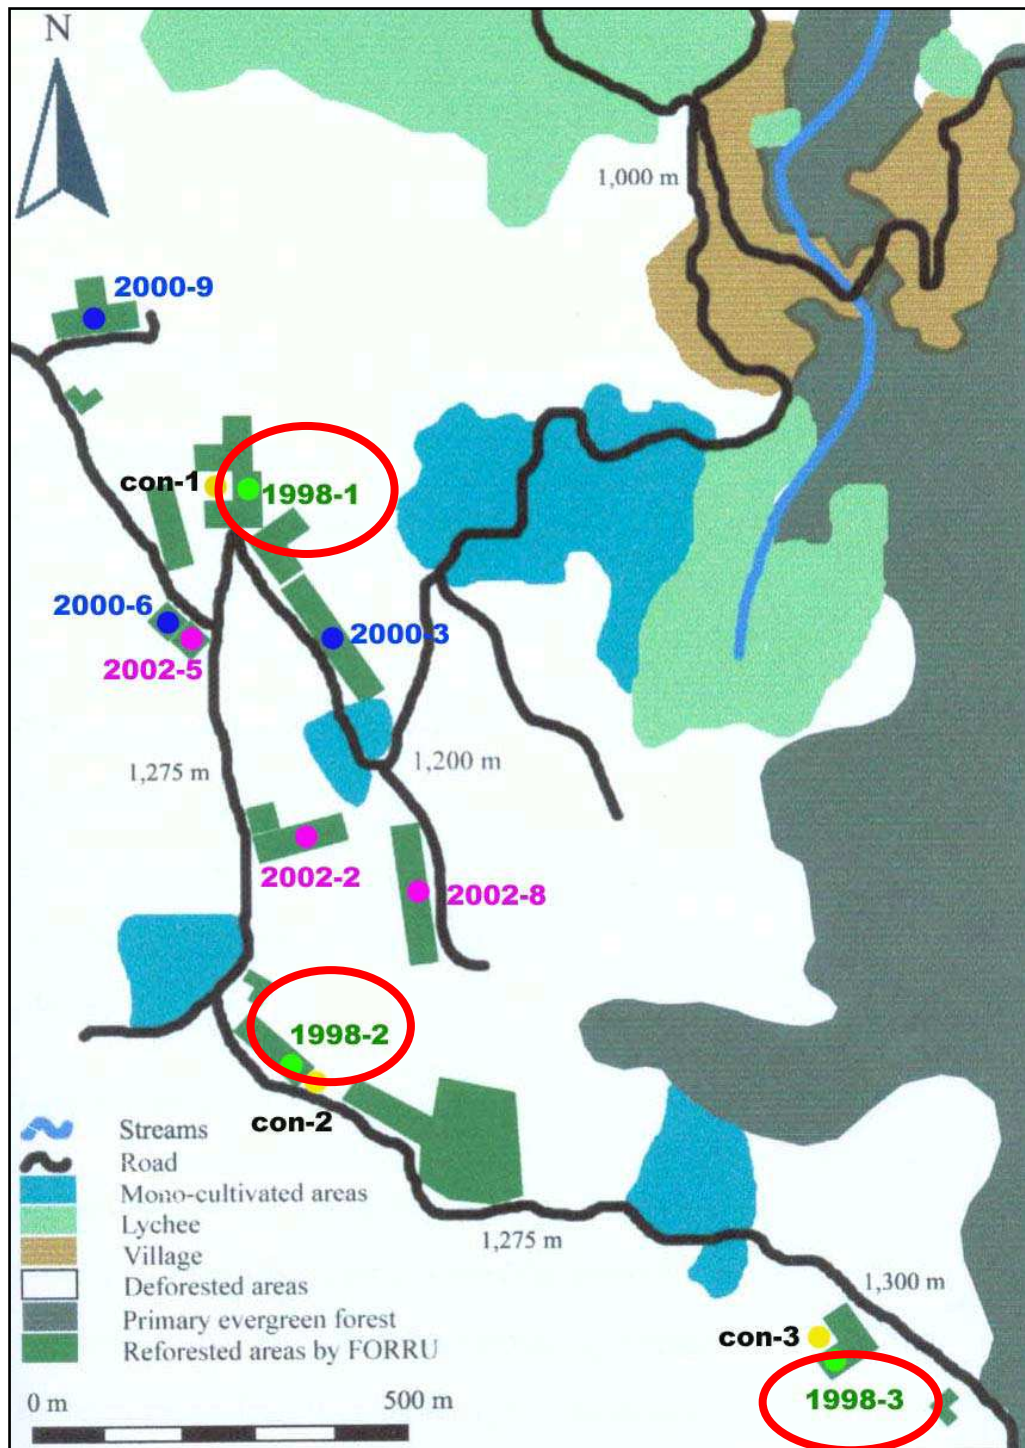 N
1,000 m
2000-9
con-1
1998-1
2000-6
2000-3
2002-5
1,275 m
1,200 m
2002-2
2002-8
1998-2
con-2
Streams
Road
Mono-cultivated areas
Lychee
Village
Deforested areas
Primary evergreen forest
Reforested areas by FORRU
1,275 m
1,300 m
con-3
1998-3
0 m
500 m